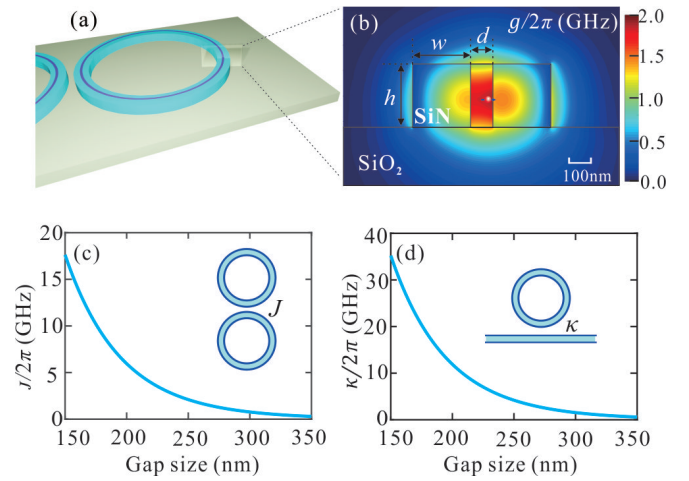 (a)
(b)
g/2π (GHz)
2.0
1.5
1.0
0.5
0.0
w
d
h
SiN
SiO₂
100nm
(c)
J/2π (GHz)
20
15
10
5
0
150 200 250 300 350
Gap size (nm)
J
(d)
κ/2π (GHz)
40
30
20
10
0
150 200 250 300 350
Gap size (nm)
κ